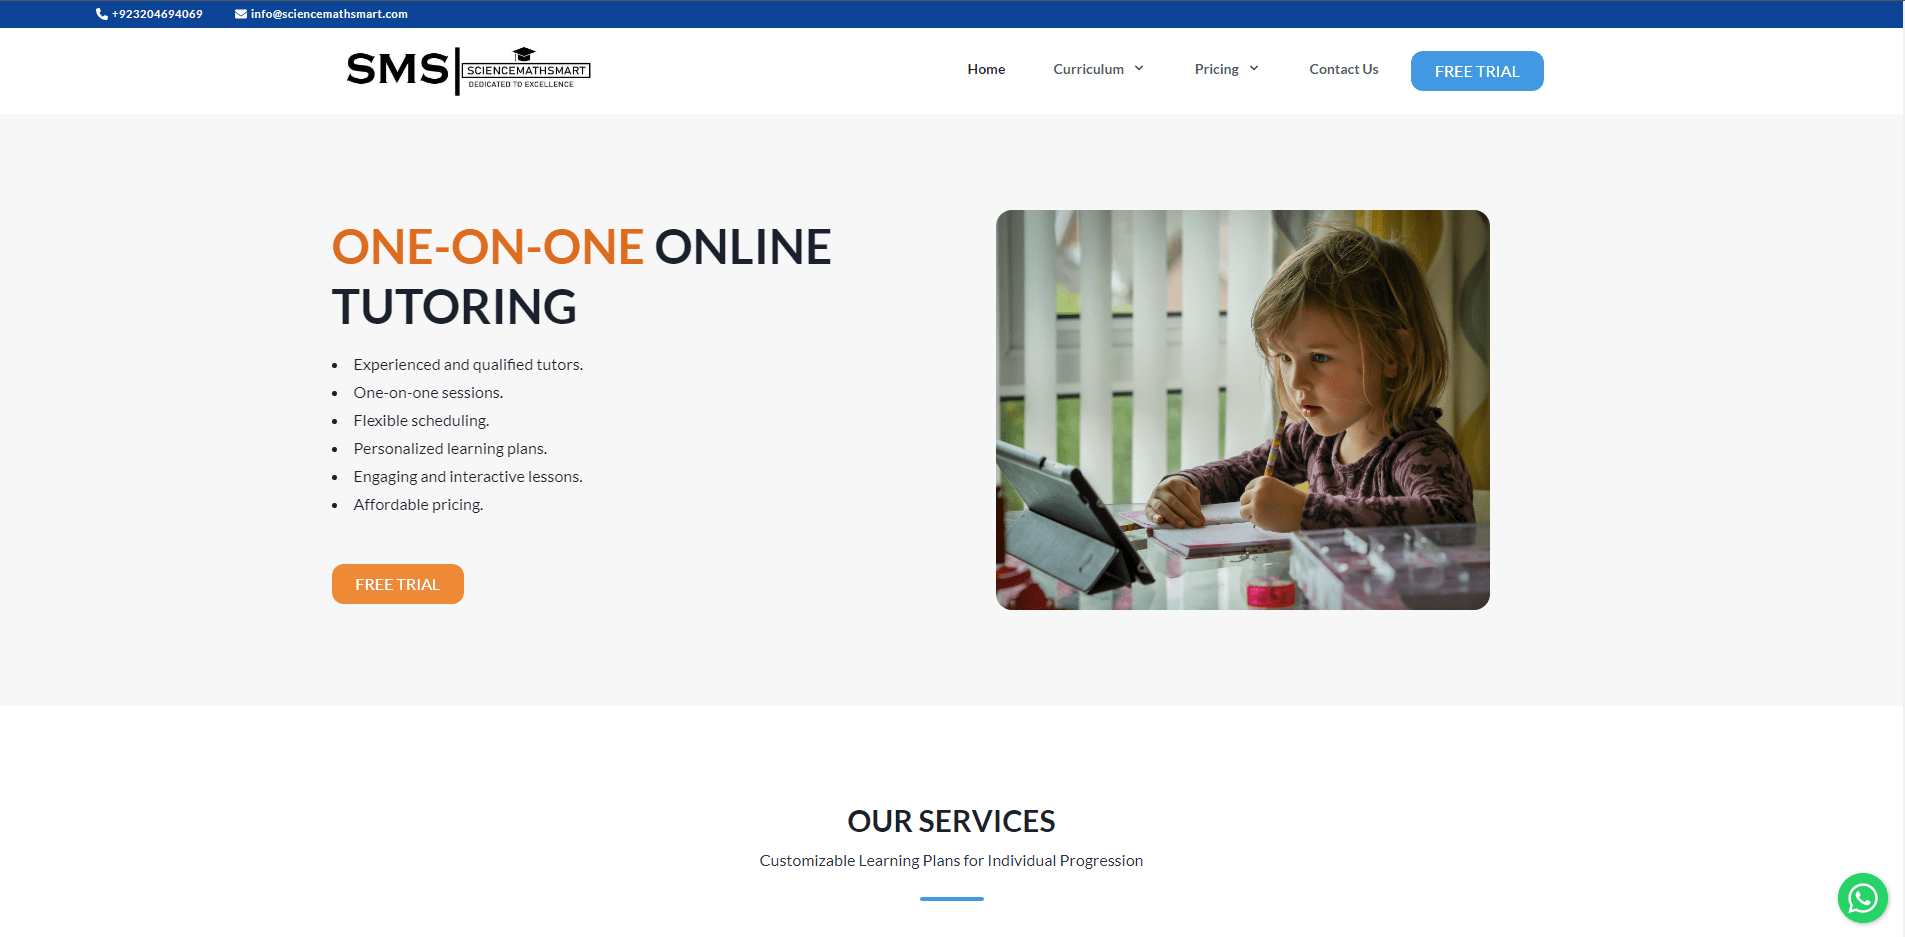 +923204694069 info@sciencemathsmart.com
SMS SCIENCEMATHSMART
DEDICATED TO EXCELLENCE
Home Curriculum Pricing Contact Us FREE TRIAL
ONE-ON-ONE ONLINE
TUTORING
• Experienced and qualified tutors.
• One-on-one sessions.
• Flexible scheduling.
• Personalized learning plans.
• Engaging and interactive lessons.
• Affordable pricing.
FREE TRIAL
OUR SERVICES
Customizable Learning Plans for Individual Progression